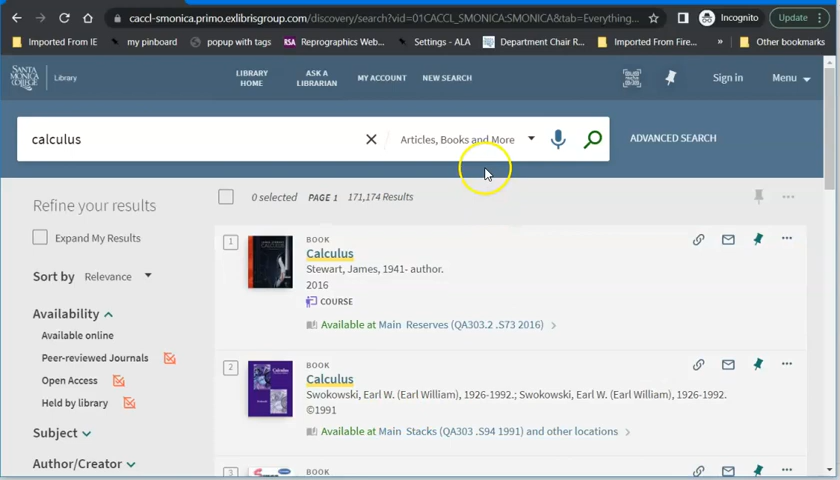 caccl-smonica.primo.exlibrisgroup.com/discovery/search?vid=01CACCL_SMONICA:SMONICA&tab=Everything...
Incognito
Update
Imported From IE
my pinboard
popup with tags
RSA Reprographics Web...
Settings - ALA
Department Chair R...
Imported From Fire...
»
Other bookmarks
SANTA MONICA COLLEGE
Library
LIBRARY HOME
ASK A LIBRARIAN
MY ACCOUNT
NEW SEARCH
Sign in
Menu
calculus
Articles, Books and More
ADVANCED SEARCH
Refine your results
Expand My Results
Sort by Relevance
Availability
Available online
Peer-reviewed Journals
Open Access
Held by library
Subject
Author/Creator
0 selected PAGE 1 171,174 Results
1
BOOK
Calculus
Stewart, James, 1941- author.
2016
COURSE
Available at Main Reserves (QA303.2 .S73 2016)
2
BOOK
Calculus
Swokowski, Earl W. (Earl William), 1926-1992.; Swokowski, Earl W. (Earl William), 1926-1992.
©1991
Available at Main Stacks (QA303 .S94 1991) and other locations
3
BOOK